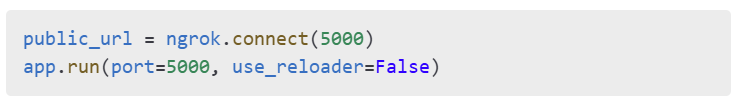 public_url = ngrok.connect(5000)
app.run(port=5000, use_reloader=False)